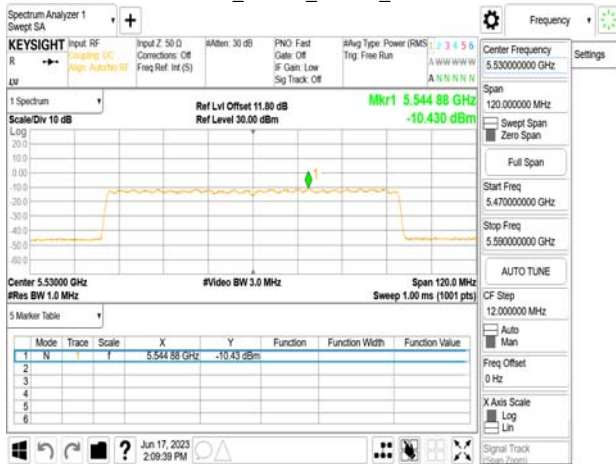 Spectrum Analyzer 1
Swept SA
+
Frequency
Settings
KEYSIGHT
R
LV
Input: RF
Coupling: DC
Align: Auto/No RF
Input Z: 50 Ω
Corrections: Off
Freq Ref: Int (S)
#Atten: 30 dB
PNO: Fast
Gate: Off
IF Gain: Low
Sig Track: Off
#Avg Type: Power (RMS
Trig: Free Run
1 2 3 4 5 6
A WWWWW
A N N N N N
1 Spectrum
Scale/Div 10 dB
Ref Lvl Offset 11.80 dB
Ref Level 30.00 dBm
Mkr1 5.544 88 GHz
-10.430 dBm
Log
20.0
10.0
0.00
-10.0
-20.0
-30.0
-40.0
-50.0
-60.0
1
Center 5.53000 GHz
#Res BW 1.0 MHz
#Video BW 3.0 MHz
Span 120.0 MHz
Sweep 1.00 ms (1001 pts)
5 Marker Table
Mode Trace Scale X Y Function Function Width Function Value
1 N 1 f 5.544 88 GHz -10.43 dBm
2
3
4
5
6
Jun 17, 2023
2:09:39 PM
?
Center Frequency
5.530000000 GHz
Span
120.000000 MHz
Swept Span
Zero Span
Full Span
Start Freq
5.470000000 GHz
Stop Freq
5.590000000 GHz
AUTO TUNE
CF Step
12.000000 MHz
Auto
Man
Freq Offset
0 Hz
X Axis Scale
Log
Lin
Signal Track
(Span Zoom)